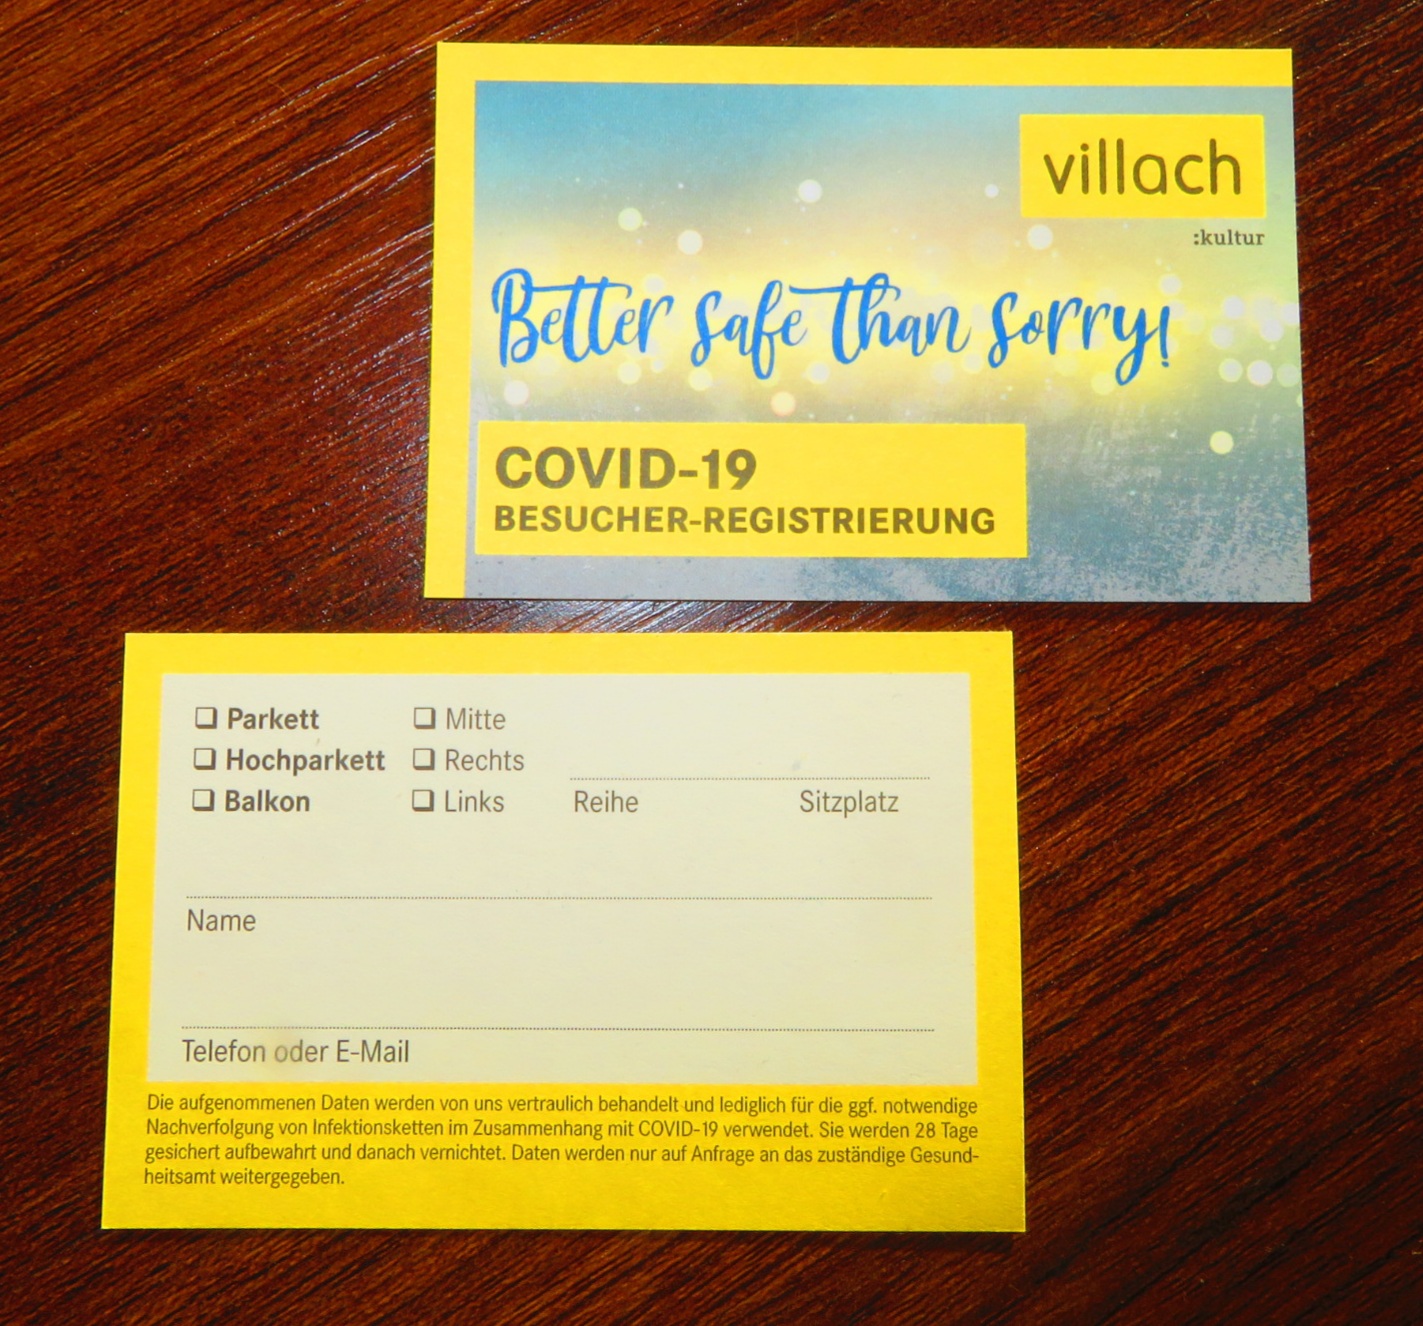 villach
:kultur
Better safe than sorry!
COVID-19
BESUCHER-REGISTRIERUNG
❏ Parkett ❏ Mitte
❏ Hochparkett ❏ Rechts
❏ Balkon ❏ Links Reihe Sitzplatz
Name
Telefon oder E-Mail
Die aufgenommenen Daten werden von uns vertraulich behandelt und lediglich für die ggf. notwendige
Nachverfolgung von Infektionsketten im Zusammenhang mit COVID-19 verwendet. Sie werden 28 Tage
gesichert aufbewahrt und danach vernichtet. Daten werden nur auf Anfrage an das zuständige Gesund-
heitsamt weitergegeben.